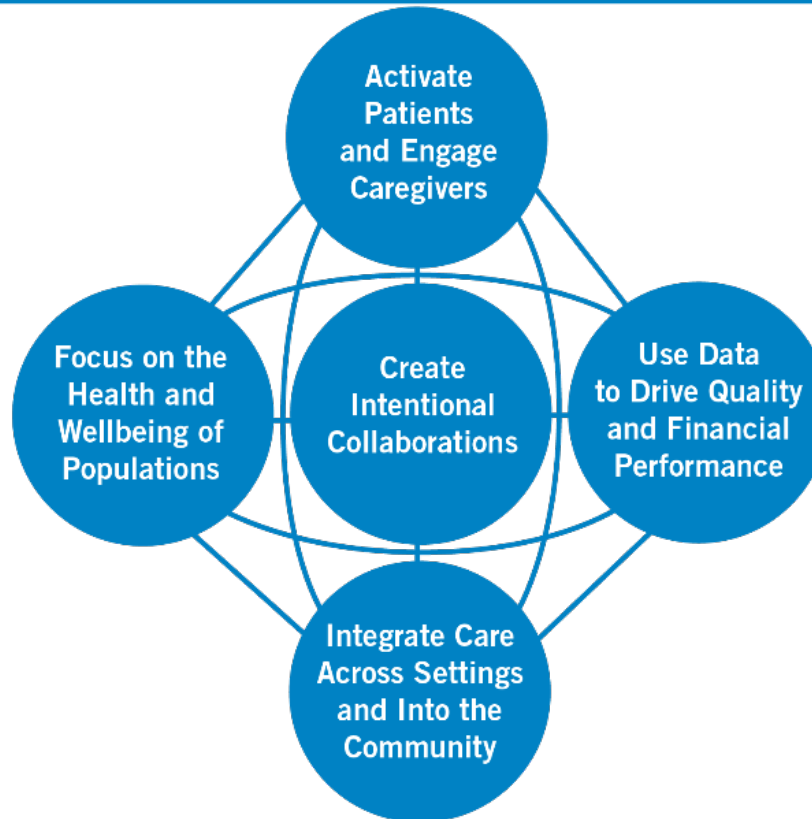 Activate
Patients
and Engage
Caregivers
Focus on the
Health and
Wellbeing of
Populations
Create
Intentional
Collaborations
Use Data
to Drive Quality
and Financial
Performance
Integrate Care
Across Settings
and Into the
Community